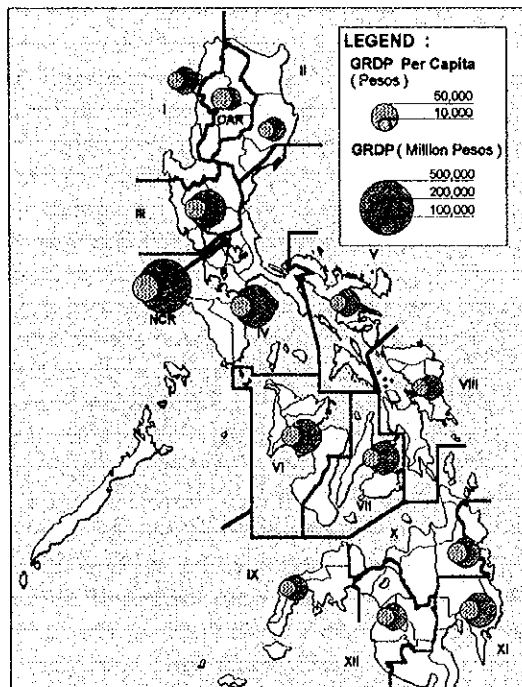 LEGEND :
GRDP Per Capita
( Pesos)
50,000
10,000
GRDP ( Million Pesos)
500,000
200,000
100,000
I
II
CAR
III
NCR
IV
V
VI
VII
VIII
IX
X
XI
XII